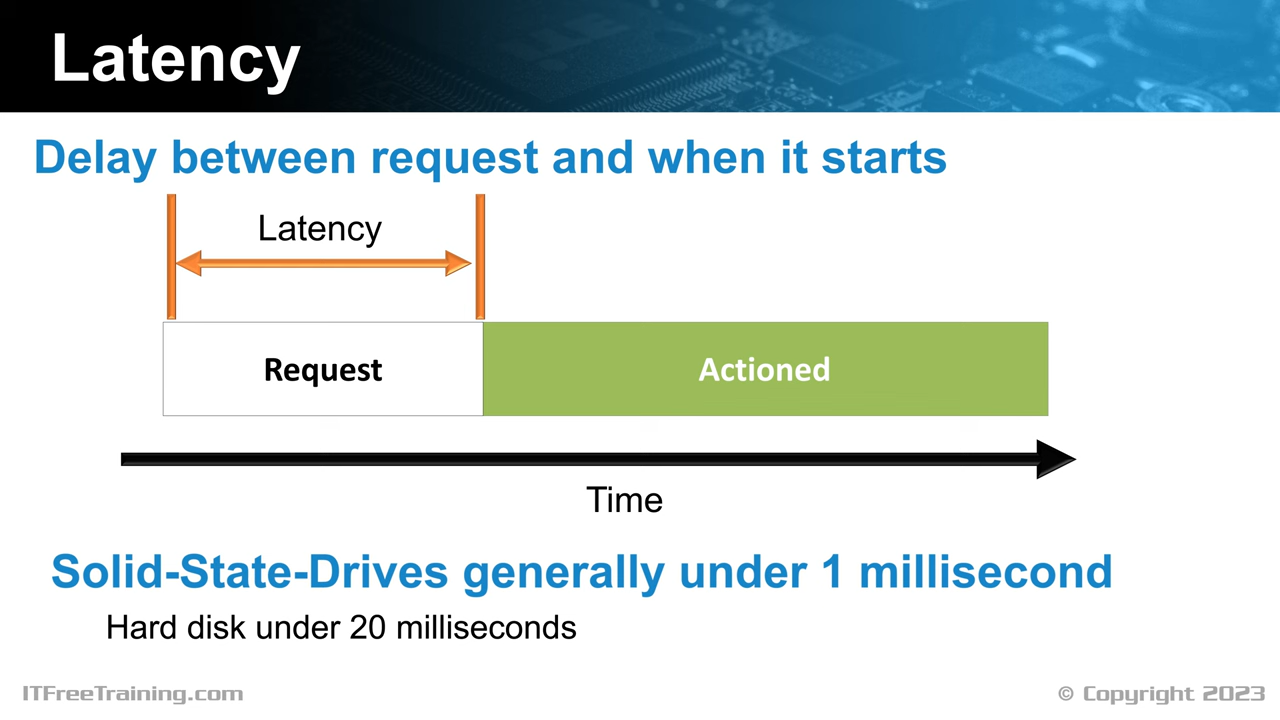 Latency
Delay between request and when it starts
Latency
Request
Actioned
Time
Solid-State-Drives generally under 1 millisecond
Hard disk under 20 milliseconds
ITFreeTraining.com
© Copyright 2023